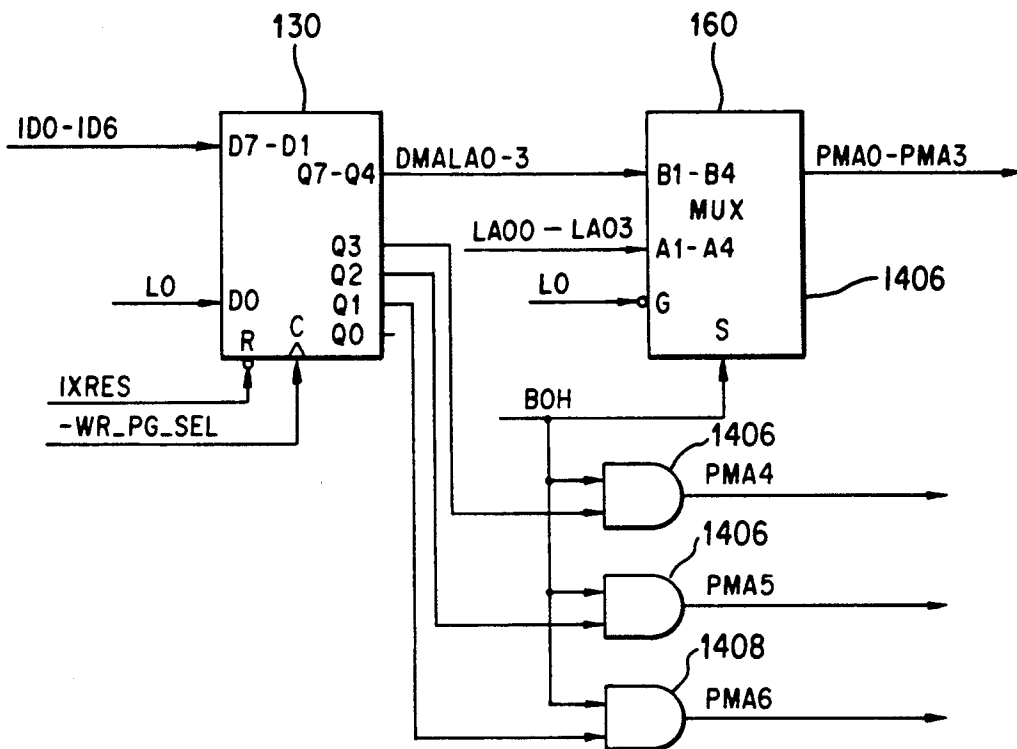 130
160
ID0-ID6
D7-D1
Q7-Q4
DMALA0-3
B1-B4
PMA0-PMA3
MUX
LA00-LA03
A1-A4
Q3
Q2
Q1
Q0
LO
D0
LO
G
1406
R
C
S
IXRES
-WR_PG_SEL
BOH
1406
PMA4
1406
PMA5
1408
PMA6